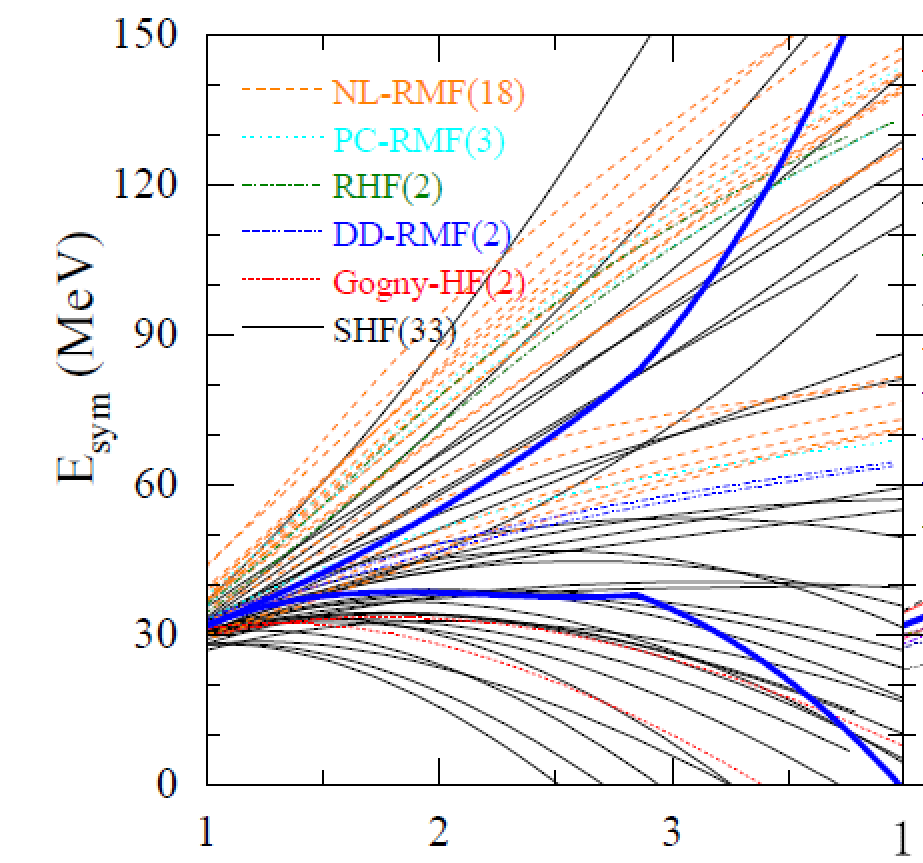 150
120
90
60
30
0
E_sym (MeV)
NL-RMF(18)
PC-RMF(3)
RHF(2)
DD-RMF(2)
Gogny-HF(2)
SHF(33)
1 2 3 1